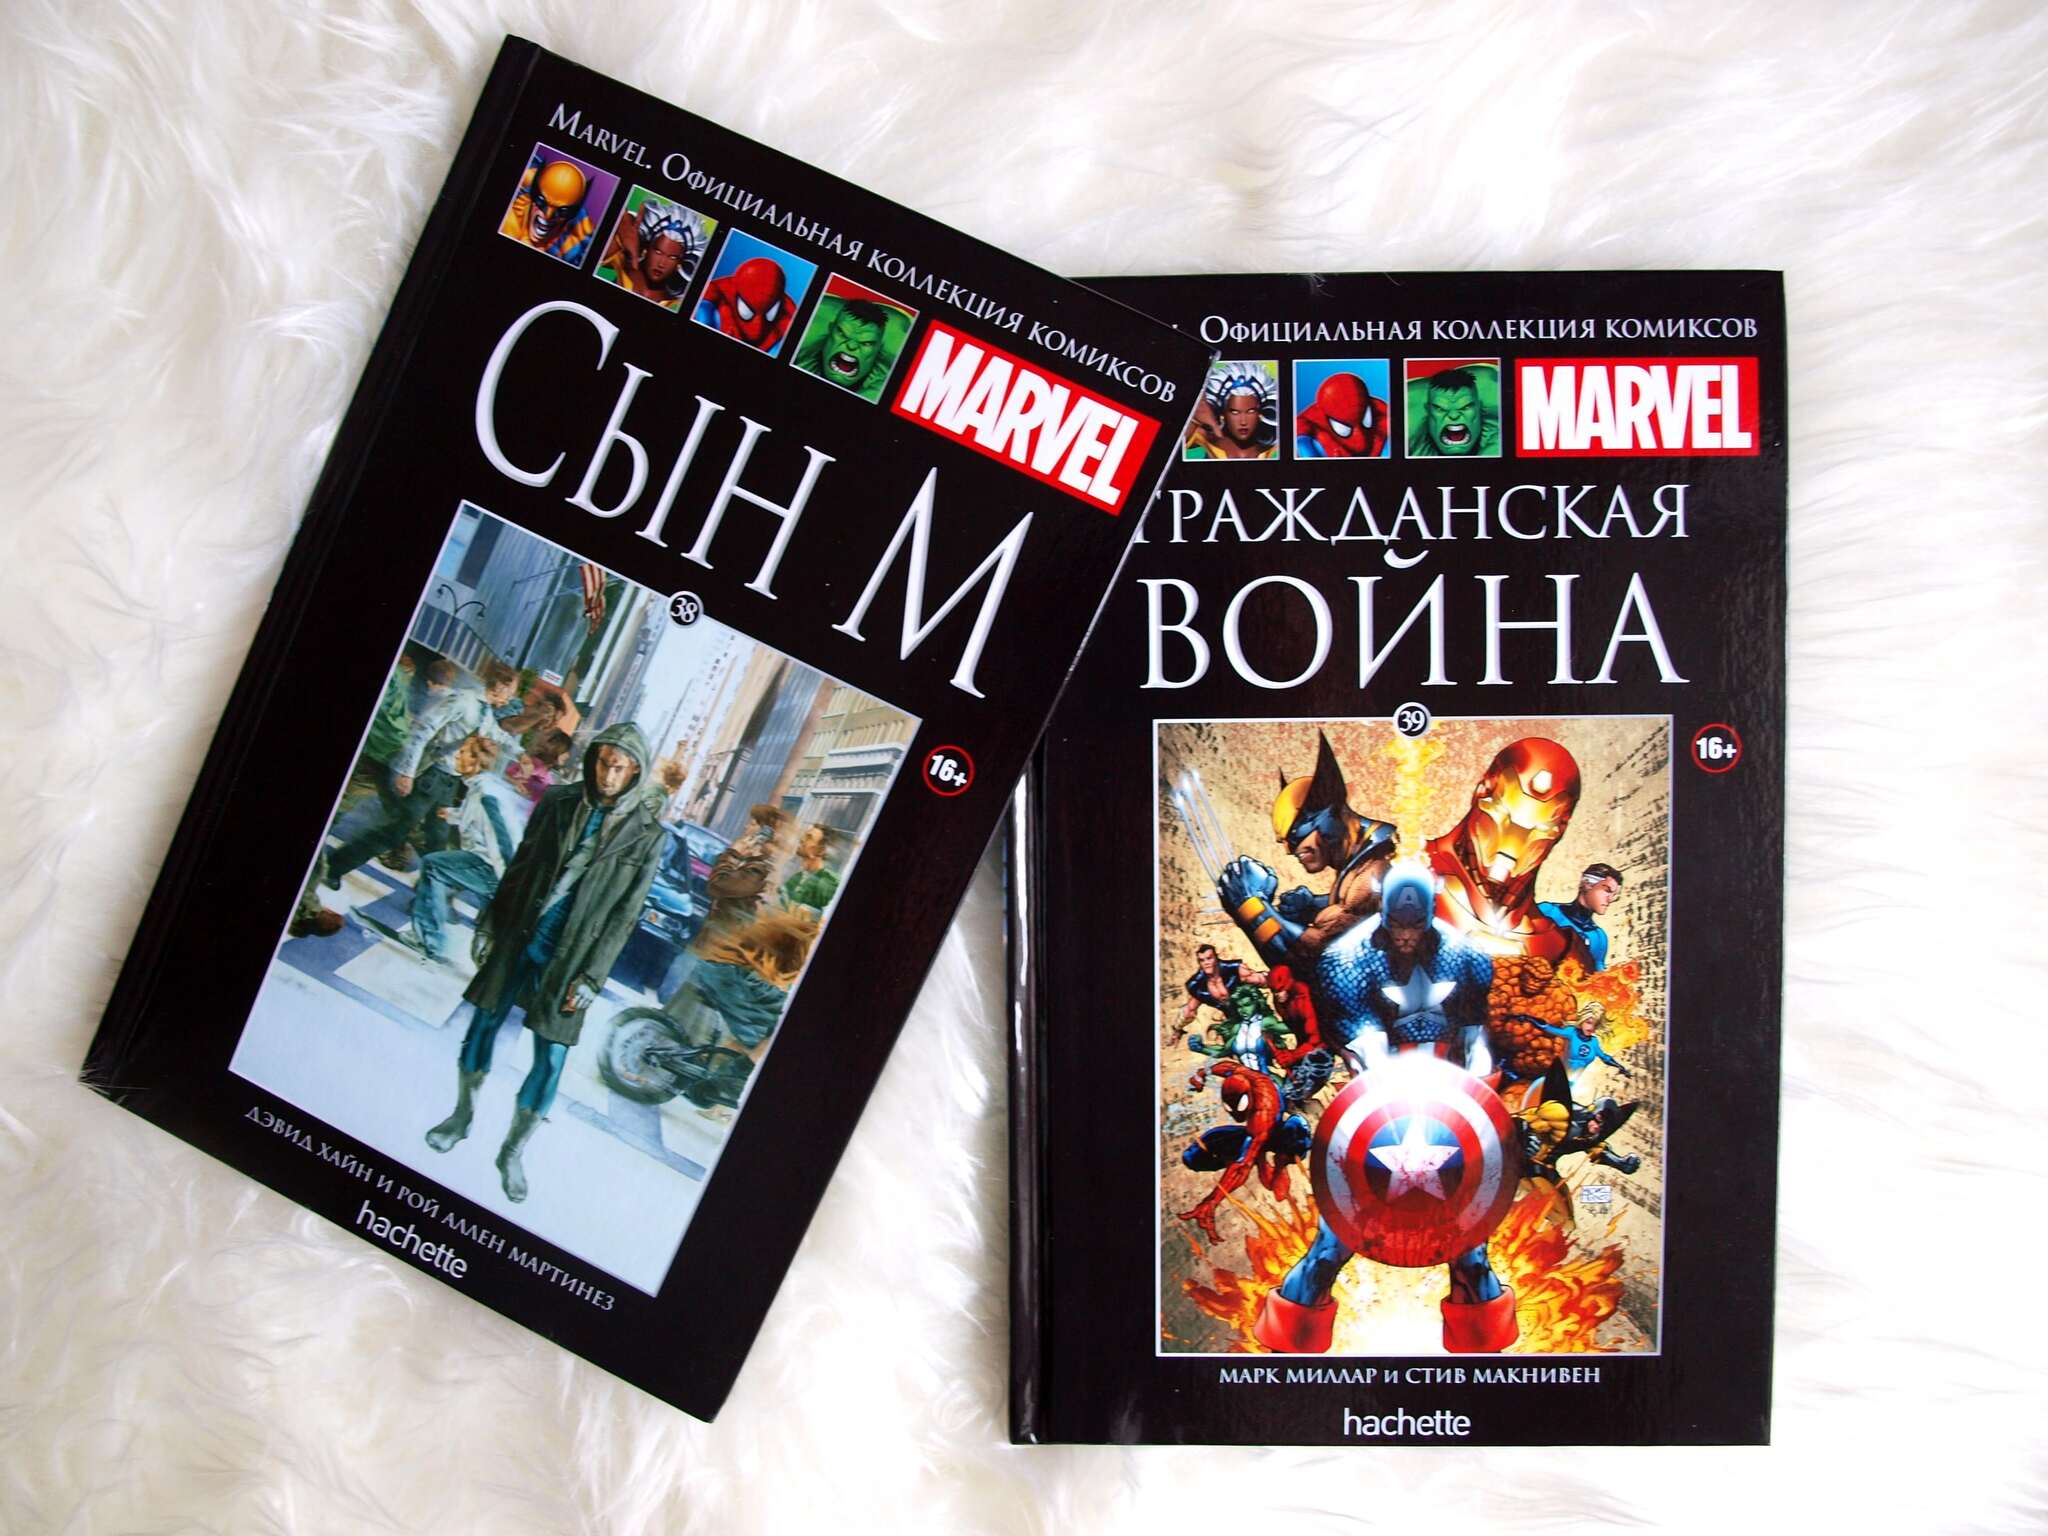 Marvel. Официальная коллекция комиксов
MARVEL
Сын М
38
16+
Дэвид Хайн и Рой Аллен Мартинез
hachette
Официальная коллекция комиксов
MARVEL
Гражданская
война
39
16+
Марк Миллар и Стив Макнивен
hachette